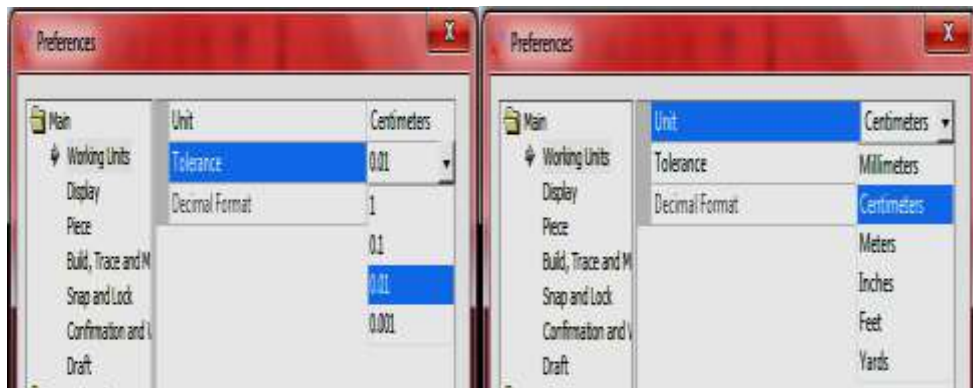 Preferences
X
Main
Working Units
Display
Piece
Build, Trace and M
Snap and Lock
Confirmation and
Draft
Unit
Centimeters
Tolerance
0.01
Decimal Format
1
0.1
0.01
0.001
Preferences
X
Main
Working Units
Display
Piece
Build, Trace and M
Snap and Lock
Confirmation and
Draft
Unit
Centimeters
Tolerance
Millimeters
Decimal Format
Centimeters
Meters
Inches
Feet
Yards